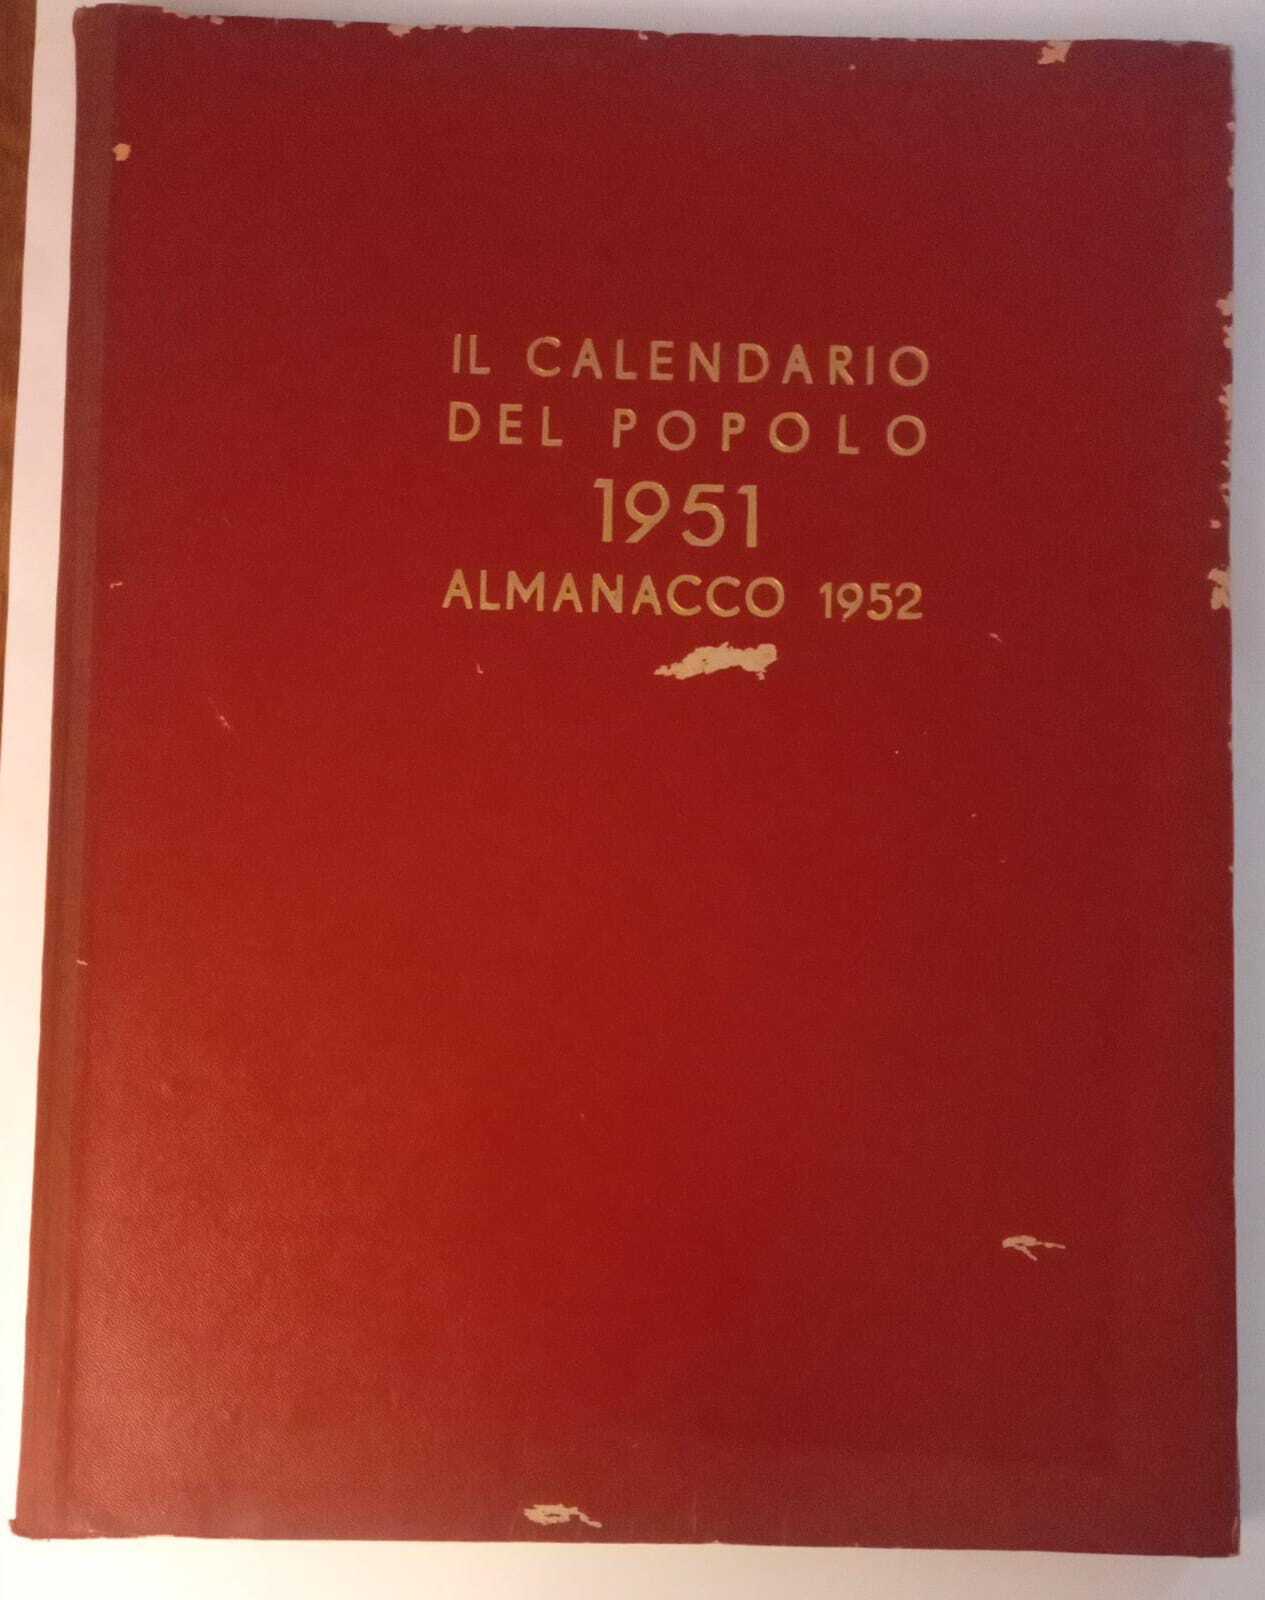 IL CALENDARIO
DEL POPOLO
1951
ALMANACCO 1952